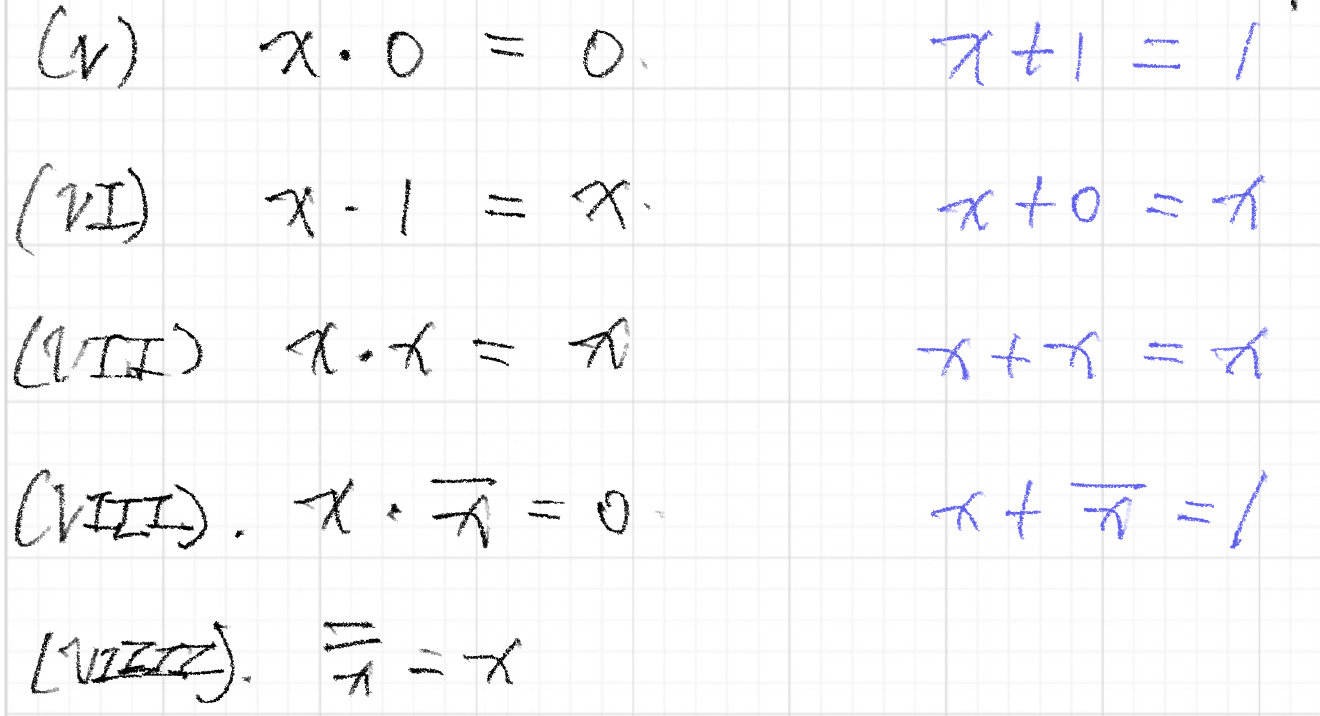 (V) x · 0 = 0. x + 1 = 1
(VI) x · 1 = x. x + 0 = x
(VII) x · x = x x + x = x
(VIII). x · x̅ = 0. x + x̅ = 1
(VIIII). x̿ = x